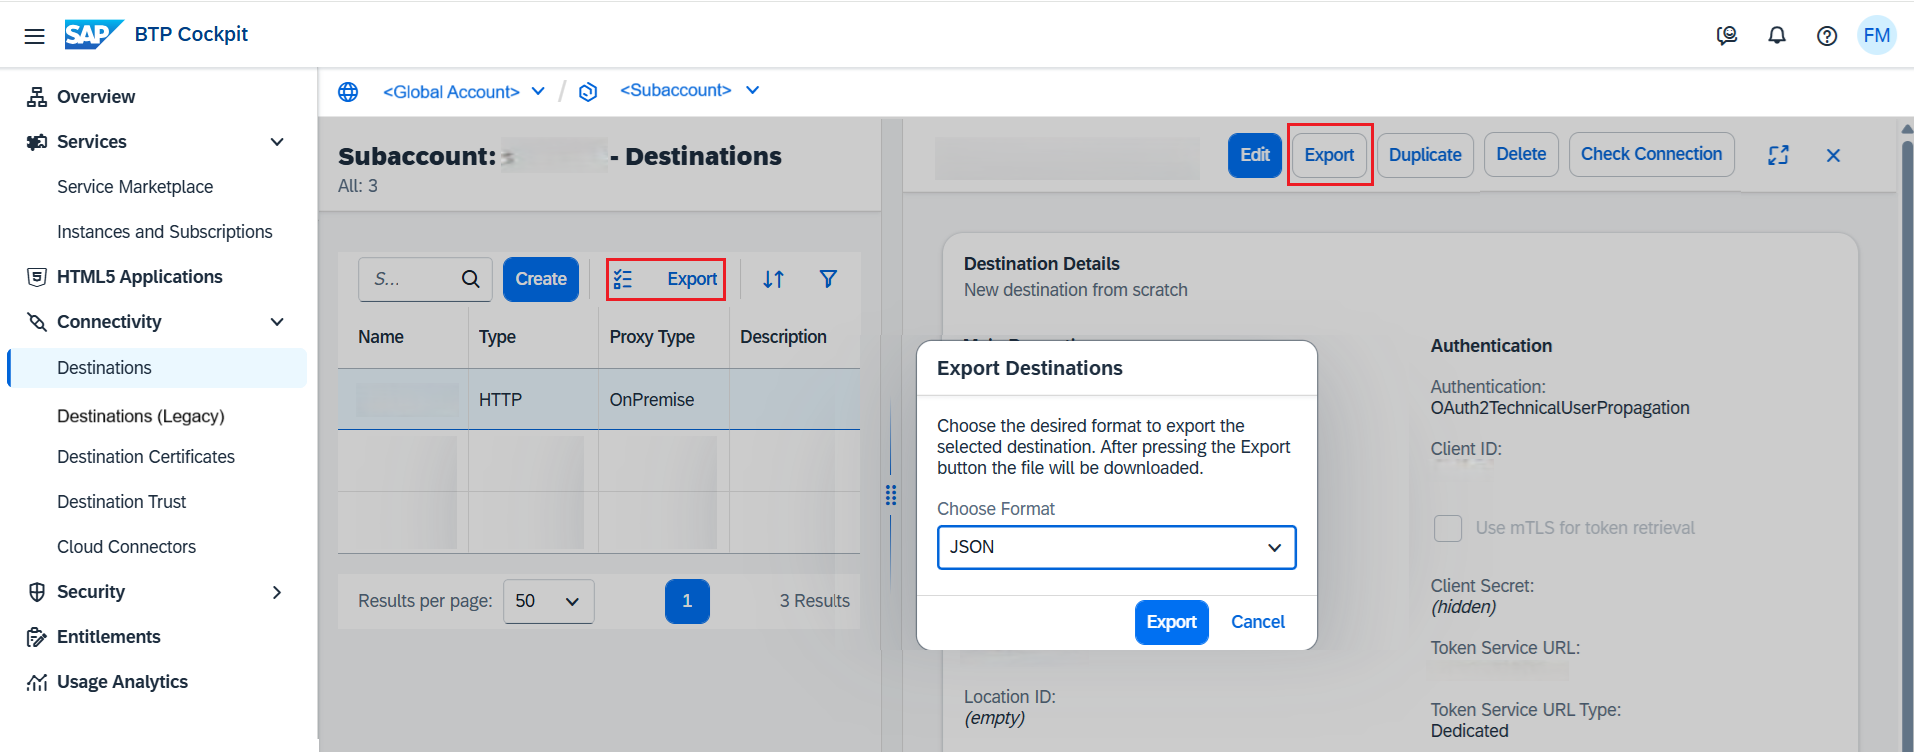 SAP BTP Cockpit
FM
Overview
Services
Service Marketplace
Instances and Subscriptions
HTML5 Applications
Connectivity
Destinations
Destinations (Legacy)
Destination Certificates
Destination Trust
Cloud Connectors
Security
Entitlements
Usage Analytics
<Global Account> / <Subaccount>
Subaccount: - Destinations
All: 3
S... Create Export
Name Type Proxy Type Description
HTTP OnPremise
Results per page: 50 1 3 Results
Edit Export Duplicate Delete Check Connection
Destination Details
New destination from scratch
Authentication
Authentication:
OAuth2TechnicalUserPropagation
Client ID:
Use mTLS for token retrieval
Client Secret:
(hidden)
Token Service URL:
Location ID:
(empty)
Token Service URL Type:
Dedicated
Export Destinations
Choose the desired format to export the
selected destination. After pressing the Export
button the file will be downloaded.
Choose Format
JSON
Export Cancel